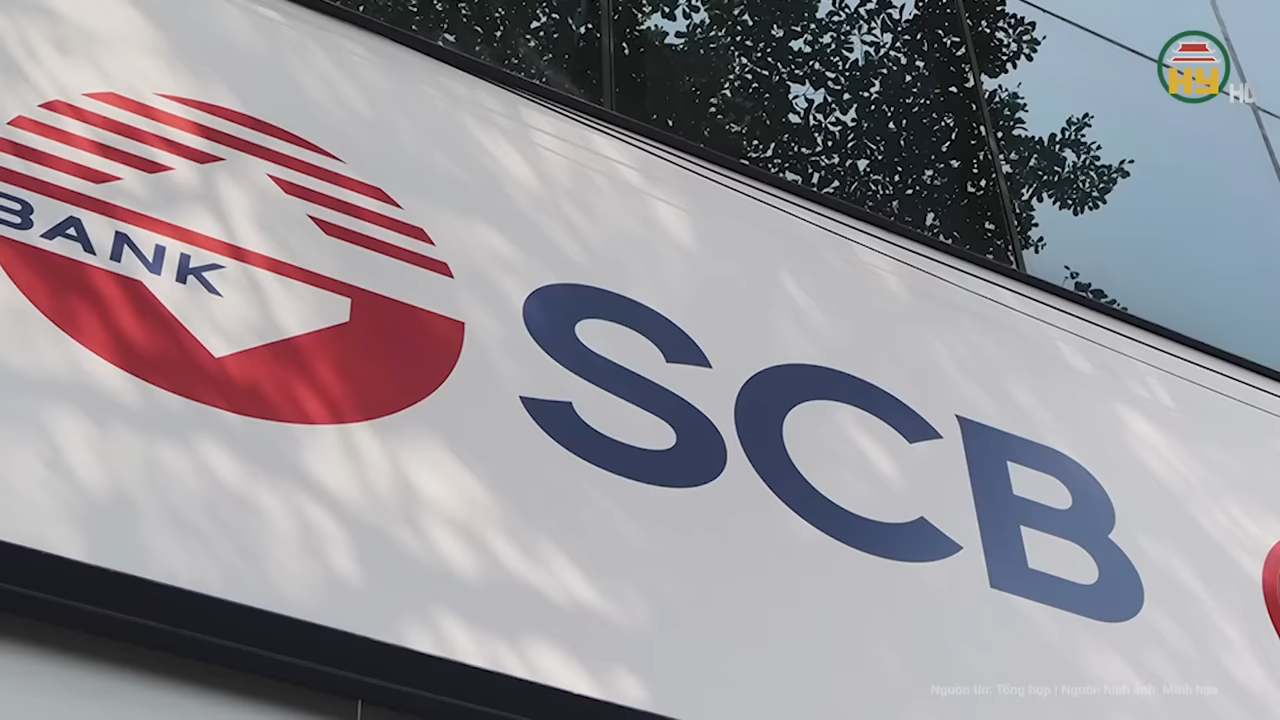 BANK
SCB
HY
HD
Nguồn tin: Tổng hợp | Nguồn hình ảnh: Minh họa